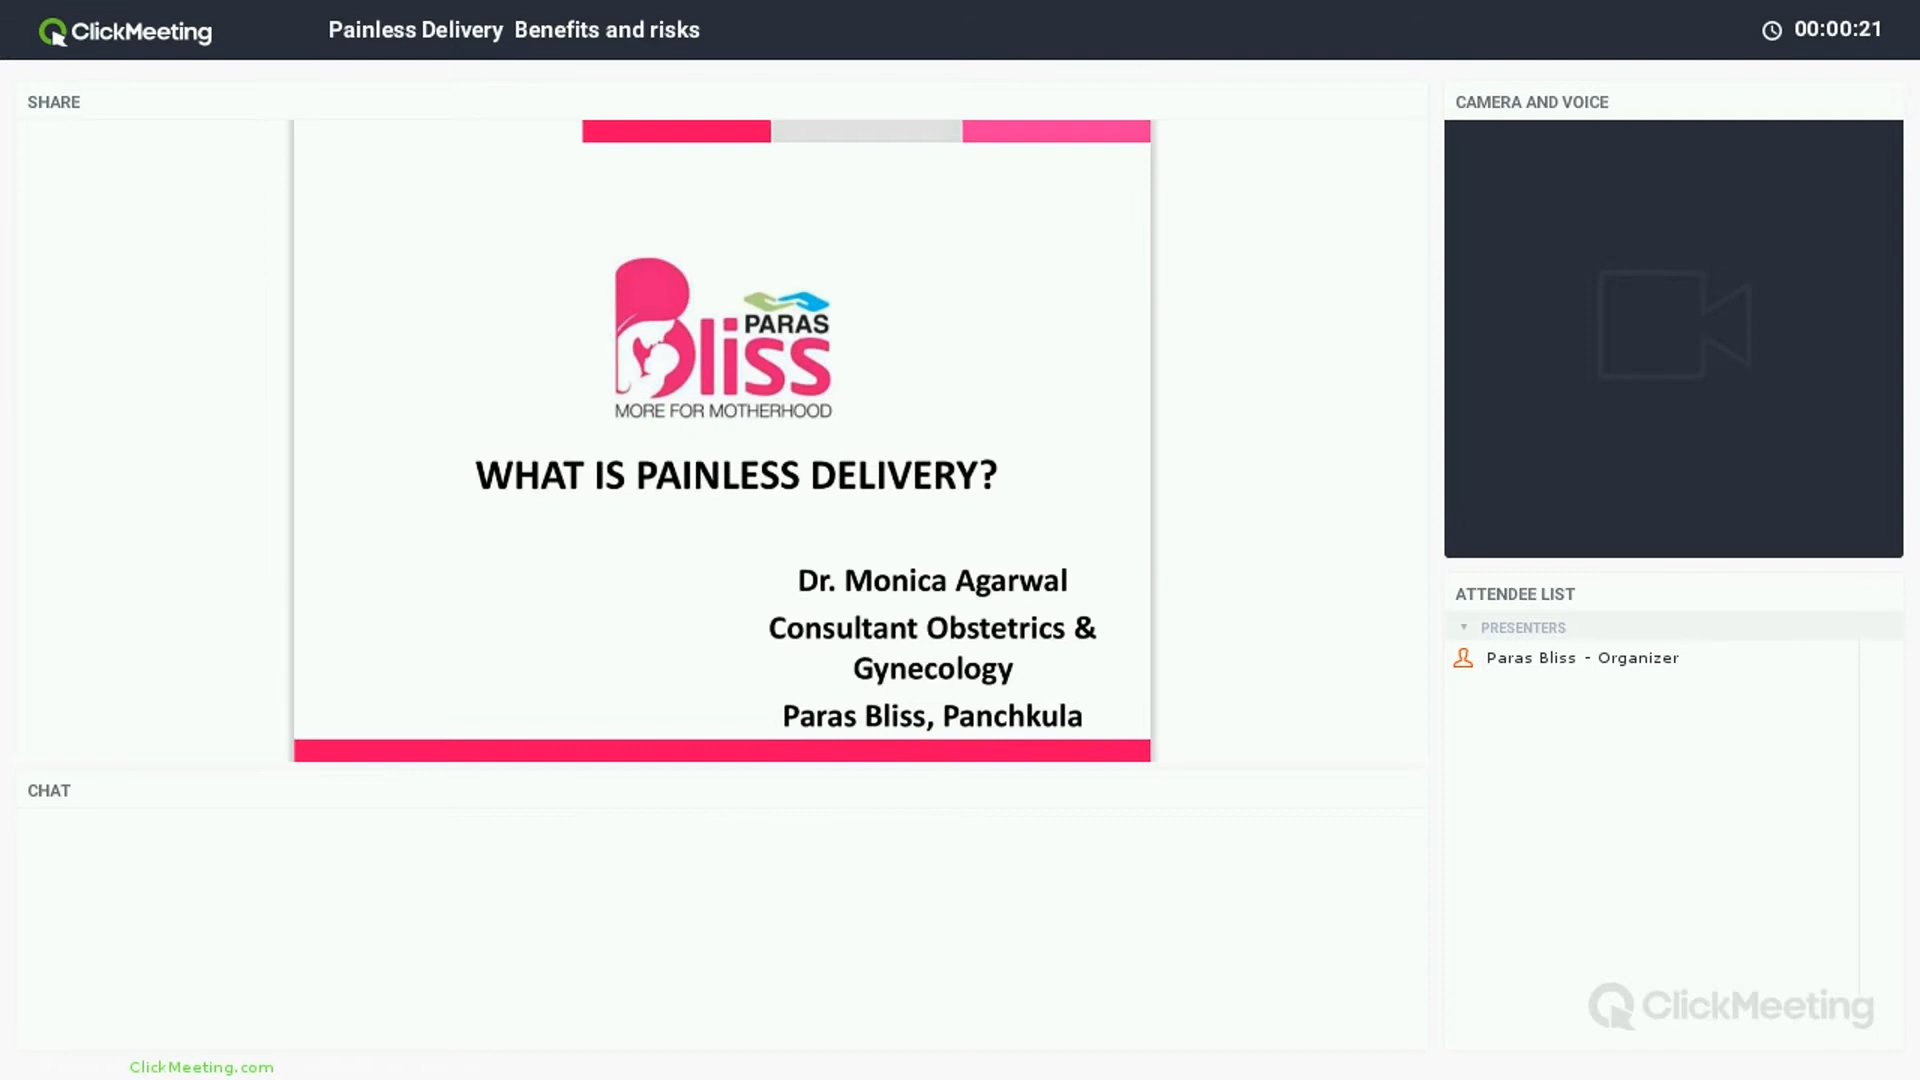 ClickMeeting
Painless Delivery  Benefits and risks
00:00:21
SHARE
PARAS
Bliss
MORE FOR MOTHERHOOD
WHAT IS PAINLESS DELIVERY?
Dr. Monica Agarwal
Consultant Obstetrics &
Gynecology
Paras Bliss, Panchkula
CHAT
CAMERA AND VOICE
ATTENDEE LIST
PRESENTERS
Paras Bliss - Organizer
ClickMeeting
ClickMeeting.com